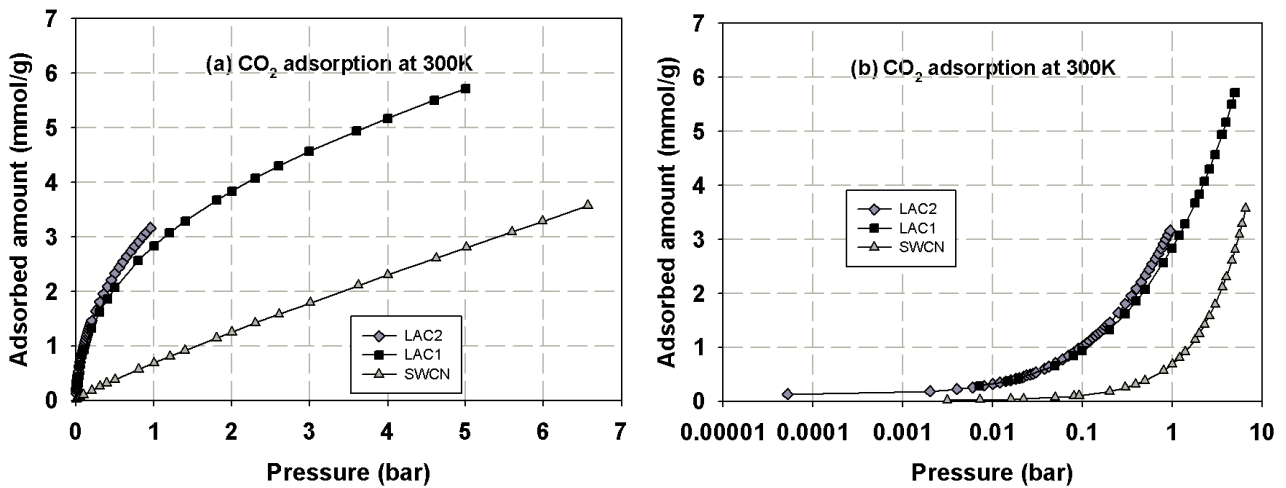 (a) CO₂ adsorption at 300K
Adsorbed amount (mmol/g)
7
6
5
4
3
2
1
0
LAC2
LAC1
SWCN
0 1 2 3 4 5 6 7
Pressure (bar)
(b) CO₂ adsorption at 300K
Adsorbed amount (mmol/g)
7
6
5
4
3
2
1
0
LAC2
LAC1
SWCN
0.00001 0.0001 0.001 0.01 0.1 1 10
Pressure (bar)